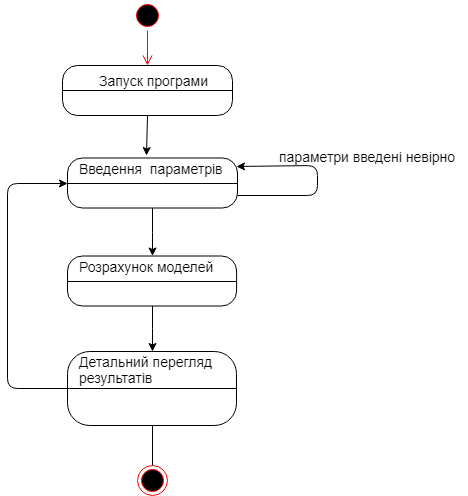 Запуск програми
параметри введені невірно
Введення параметрів
Розрахунок моделей
Детальний перегляд
результатів